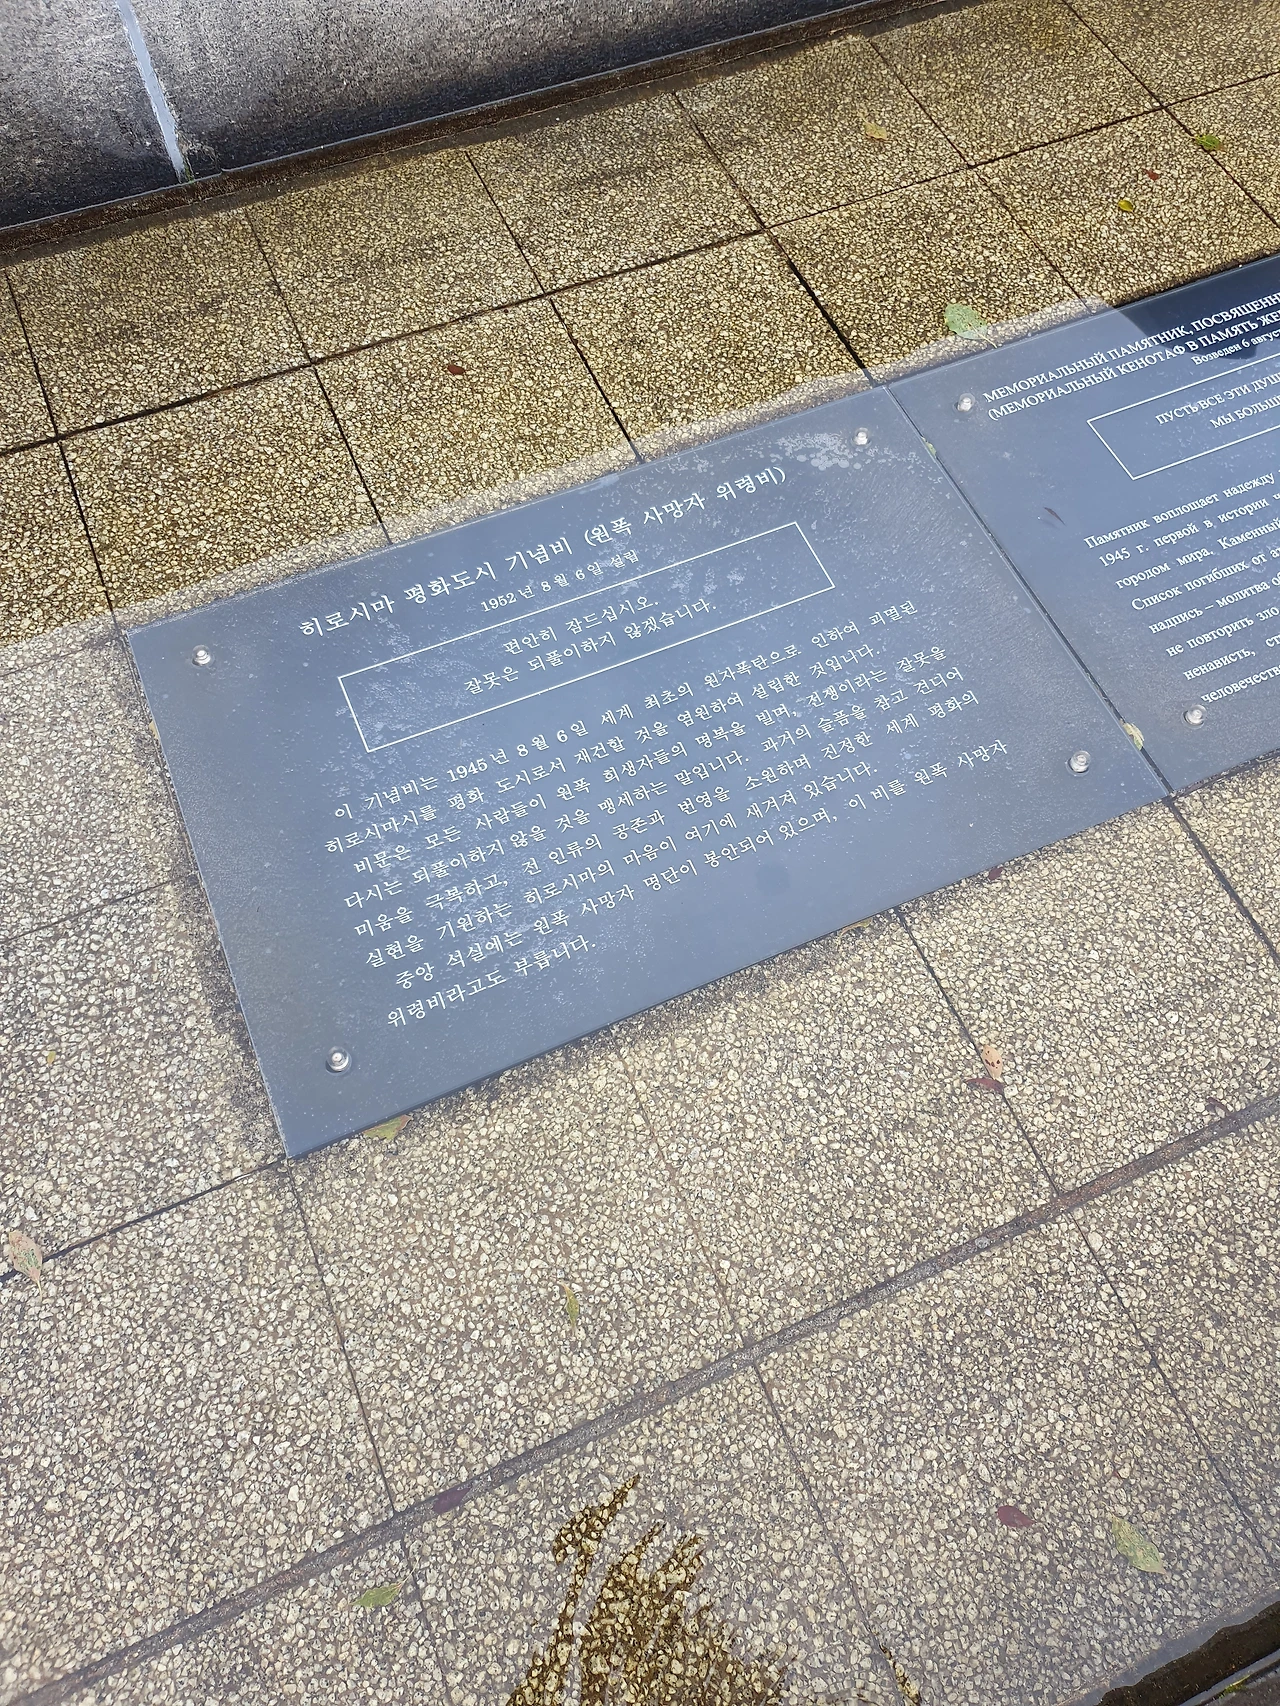 히로시마 평화도시 기념비 (원폭 사망자 위령비)
1952년 8월 6일 설립
편안히 잠드십시오.
잘못은 되풀이하지 않겠습니다.
이 기념비는 1945년 8월 6일 세계 최초의 원자폭탄으로 인하여 괴멸된
히로시마시를 평화 도시로서 재건할 것을 염원하여 설립한 것입니다.
비문은 모든 사람들이 원폭 희생자들의 명복을 빌며, 전쟁이라는 잘못을
다시는 되풀이하지 않을 것을 맹세하는 말입니다. 과거의 슬픔을 참고 견디어
미움을 극복하고, 전 인류의 공존과 번영을 소원하며 진정한 세계 평화의
실현을 기원하는 히로시마의 마음이 여기에 새겨져 있습니다.
중앙 석실에는 원폭 사망자 명단이 봉안되어 있으며, 이 비를 원폭 사망자
위령비라고도 부릅니다.
МЕМОРИАЛЬНЫЙ ПАМЯТНИК, ПОСВЯЩЕНН
(МЕМОРИАЛЬНЫЙ КЕНОТАФ В ПАМЯТЬ ЖЕ
Возведен 6 авгус
ПУСТЬ ВСЕ ЭТИ ДУШ
МЫ БОЛЬШ
Памятник воплощает надежду
1945 г. первой в истории
городом мира. Каменный
Список погибших от а
надпись – молитва о
не повторить зло
ненависть, с
человечеств